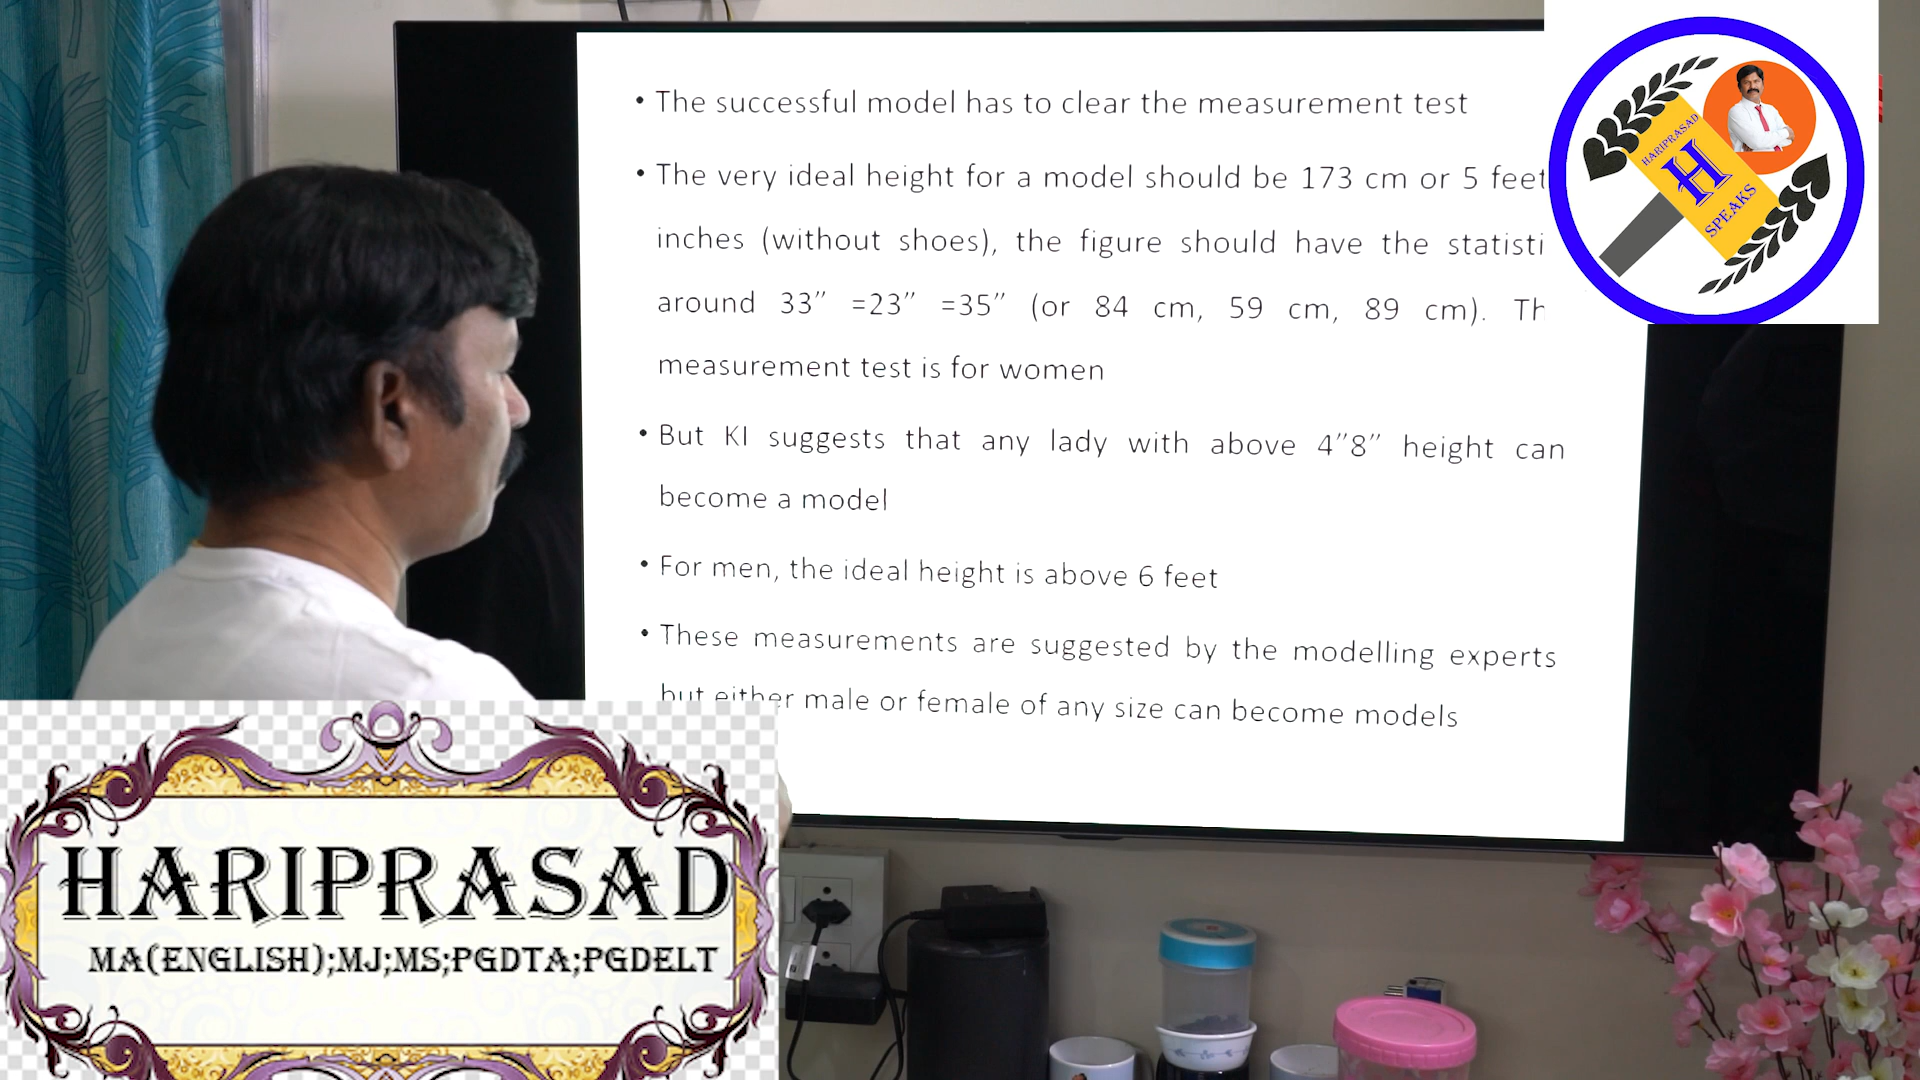 • The successful model has to clear the measurement test
• The very ideal height for a model should be 173 cm or 5 feet
inches (without shoes), the figure should have the statisti
around 33” =23” =35” (or 84 cm, 59 cm, 89 cm). Th
measurement test is for women
• But KI suggests that any lady with above 4”8” height can
become a model
• For men, the ideal height is above 6 feet
• These measurements are suggested by the modelling experts
but either male or female of any size can become models
HARIPRASAD
H
SPEAKS
HARIPRASAD
MA(ENGLISH);MJ;MS;PGDTA;PGDELT